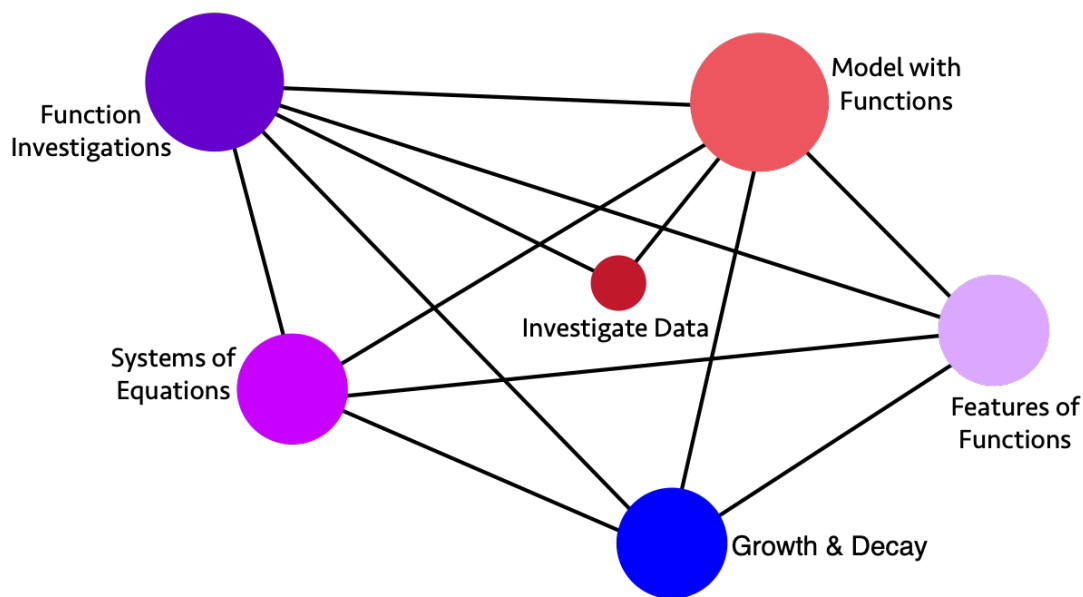 Function
Investigations
Model with
Functions
Investigate Data
Systems of
Equations
Features of
Functions
Growth & Decay